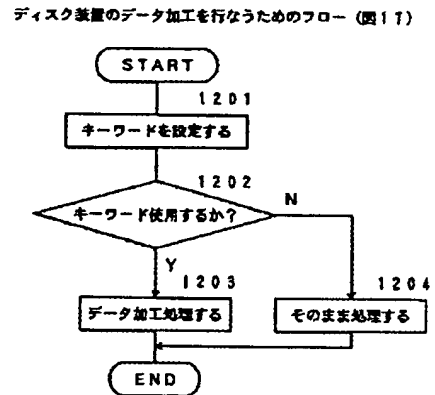 ディスク装置のデータ加工を行なうためのフロー (図17)
START
1201
キーワードを設定する
1202
キーワード使用するか?
N
Y
1203
1204
データ加工処理する
そのまま処理する
END